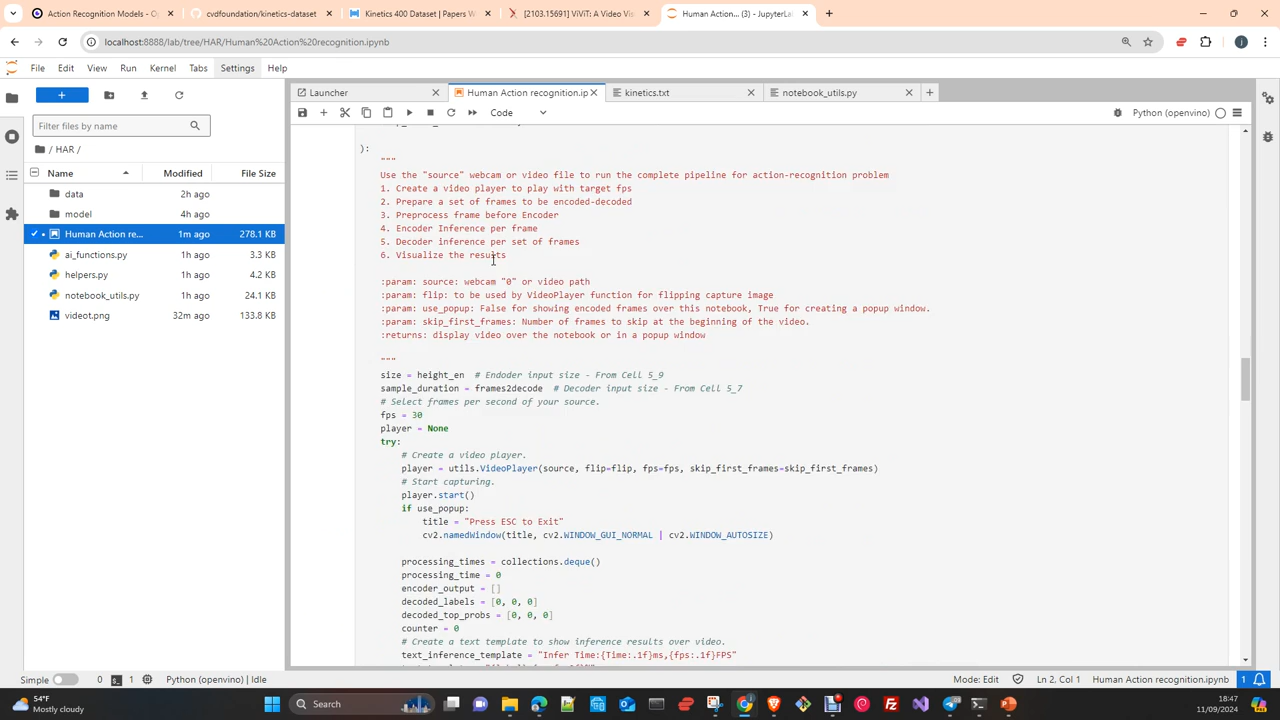 Action Recognition Models - Op
cvdfoundation/kinetics-dataset
Kinetics 400 Dataset | Papers W
[2103.15691] ViViT: A Video Vis
Human Action... (3) - JupyterLa
localhost:8888/lab/tree/HAR/Human%20Action%20recognition.ipynb
File Edit View Run Kernel Tabs Settings Help
Launcher
Human Action recognition.ip
kinetics.txt
notebook_utils.py
Code
Python (openvino)
Filter files by name
/ HAR /
Name Modified File Size
data 2h ago
model 4h ago
Human Action re... 1m ago 278.1 KB
ai_functions.py 1h ago 3.3 KB
helpers.py 1h ago 4.2 KB
notebook_utils.py 1h ago 24.1 KB
videot.png 32m ago 133.8 KB
):
"""
Use the "source" webcam or video file to run the complete pipeline for action-recognition problem
1. Create a video player to play with target fps
2. Prepare a set of frames to be encoded-decoded
3. Preprocess frame before Encoder
4. Encoder Inference per frame
5. Decoder inference per set of frames
6. Visualize the results
:param: source: webcam "0" or video path
:param: flip: to be used by VideoPlayer function for flipping capture image
:param: use_popup: False for showing encoded frames over this notebook, True for creating a popup window.
:param: skip_first_frames: Number of frames to skip at the beginning of the video.
:returns: display video over the notebook or in a popup window
"""
size = height_en # Endoder input size - From Cell 5_9
sample_duration = frames2decode # Decoder input size - From Cell 5_7
# Select frames per second of your source.
fps = 30
player = None
try:
# Create a video player.
player = utils.VideoPlayer(source, flip=flip, fps=fps, skip_first_frames=skip_first_frames)
# Start capturing.
player.start()
if use_popup:
title = "Press ESC to Exit"
cv2.namedWindow(title, cv2.WINDOW_GUI_NORMAL | cv2.WINDOW_AUTOSIZE)
processing_times = collections.deque()
processing_time = 0
encoder_output = []
decoded_labels = [0, 0, 0]
decoded_top_probs = [0, 0, 0]
counter = 0
# Create a text template to show inference results over video.
text_inference_template = "Infer Time:{Time:.1f}ms,{fps:.1f}FPS"
Simple 0 1 Python (openvino) | Idle
Mode: Edit Ln 2, Col 1 Human Action recognition.ipynb 1
54°F
Mostly cloudy
Search
18:47
11/09/2024